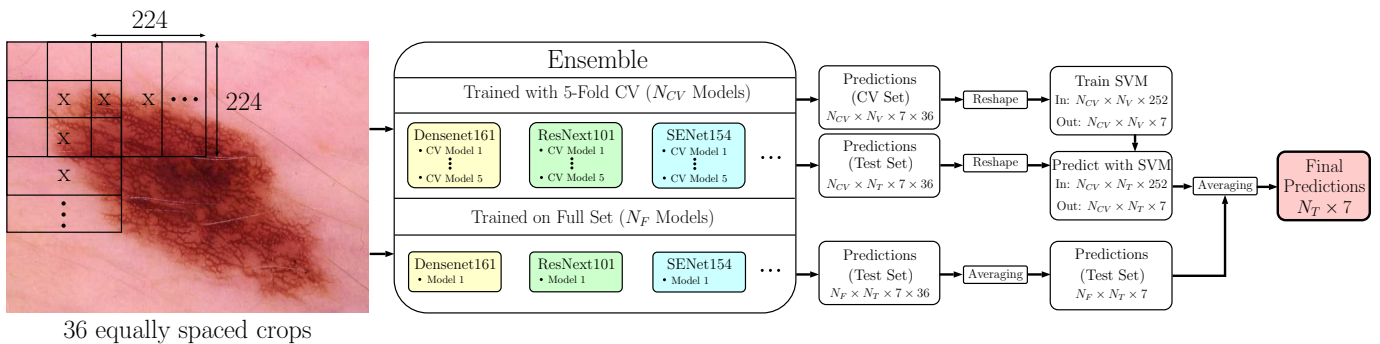 224
224
X X X •••
X
X
36 equally spaced crops
Ensemble
Trained with 5-Fold CV (N_CV Models)
Densenet161
• CV Model 1
• CV Model 5
ResNext101
• CV Model 1
• CV Model 5
SENet154
• CV Model 1
• CV Model 5
•••
Trained on Full Set (N_F Models)
Densenet161
• Model 1
ResNext101
• Model 1
SENet154
• Model 1
•••
Predictions
(CV Set)
N_CV × N_V × 7 × 36
Reshape
Train SVM
In: N_CV × N_V × 252
Out: N_CV × N_V × 7
Predictions
(Test Set)
N_CV × N_T × 7 × 36
Reshape
Predict with SVM
In: N_CV × N_T × 252
Out: N_CV × N_T × 7
Predictions
(Test Set)
N_F × N_T × 7 × 36
Averaging
Predictions
(Test Set)
N_F × N_T × 7
Averaging
Final
Predictions
N_T × 7